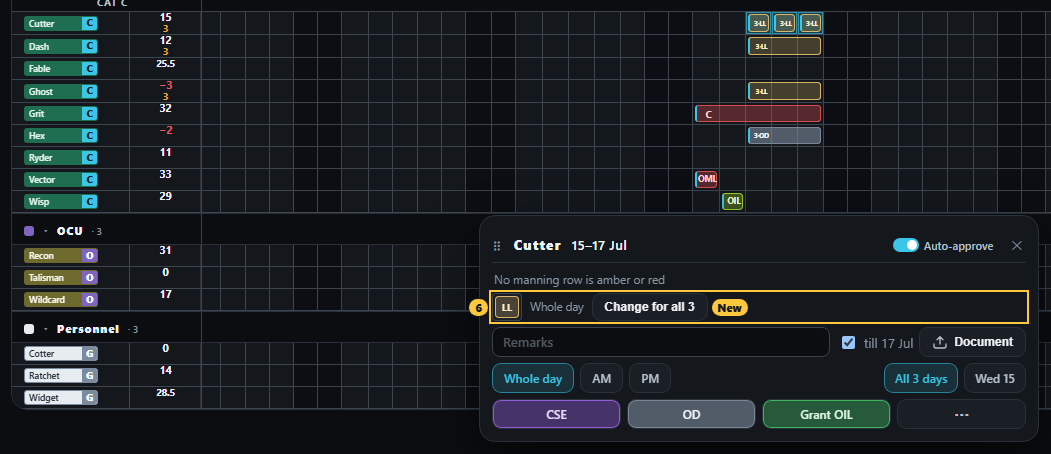 CAT C
Cutter C 15 3 3-LL 3-LL 3-LL
Dash C 12 3 3-LL
Fable C 25.5
Ghost C −3 3 3-LL
Grit C 32 C
Hex C −2 3-OD
Ryder C 11
Vector C 33 OML
Wisp C 29 OIL
OCU · 3
Recon O 31
Talisman O 0
Wildcard O 17
Personnel · 3
Cotter G 0
Ratchet G 14
Widget G 28.5
Cutter 15–17 Jul Auto-approve
No manning row is amber or red
6 LL Whole day Change for all 3 New
Remarks till 17 Jul Document
Whole day AM PM All 3 days Wed 15
CSE OD Grant OIL ---